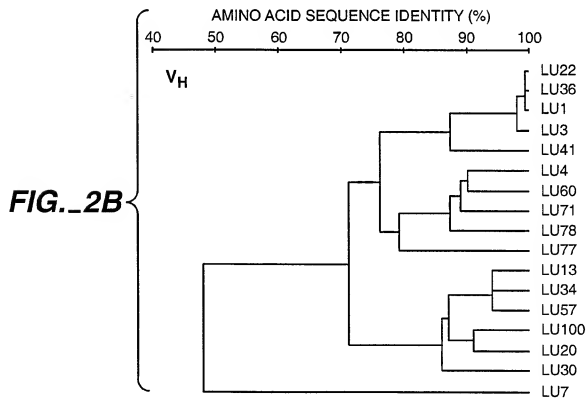 AMINO ACID SEQUENCE IDENTITY (%)
40 50 60 70 80 90 100
VH
FIG._2B
LU22
LU36
LU1
LU3
LU41
LU4
LU60
LU71
LU78
LU77
LU13
LU34
LU57
LU100
LU20
LU30
LU7